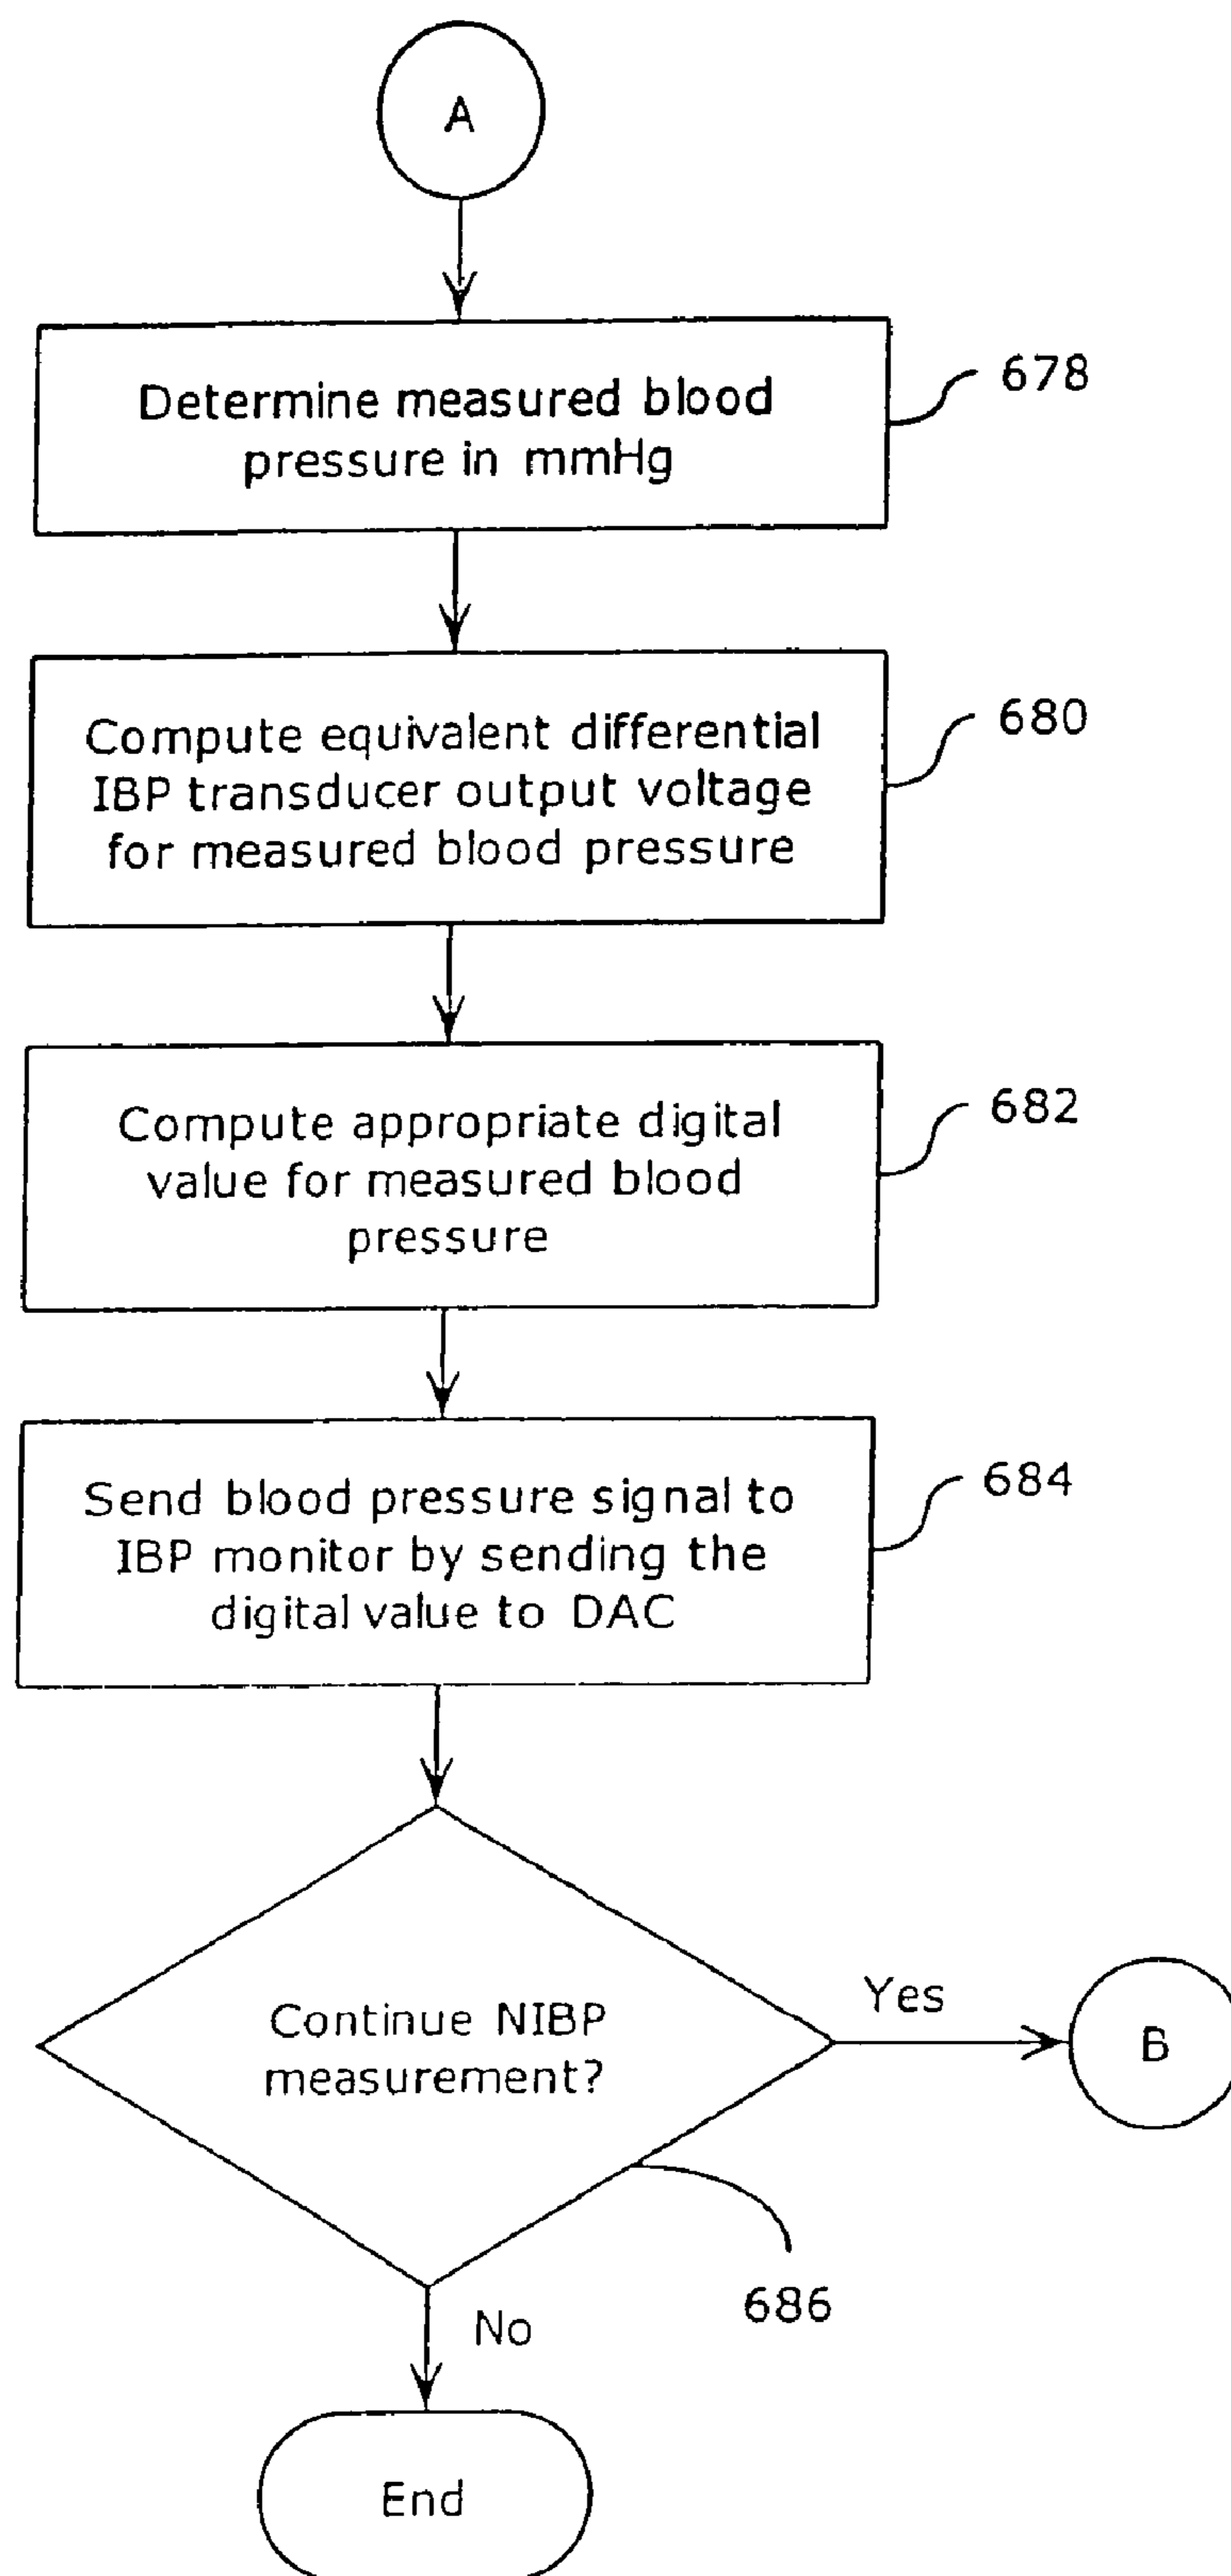 A
Determine measured blood
pressure in mmHg
678
Compute equivalent differential
IBP transducer output voltage
for measured blood pressure
680
Compute appropriate digital
value for measured blood
pressure
682
Send blood pressure signal to
IBP monitor by sending the
digital value to DAC
684
Continue NIBP
measurement?
Yes
B
686
No
End